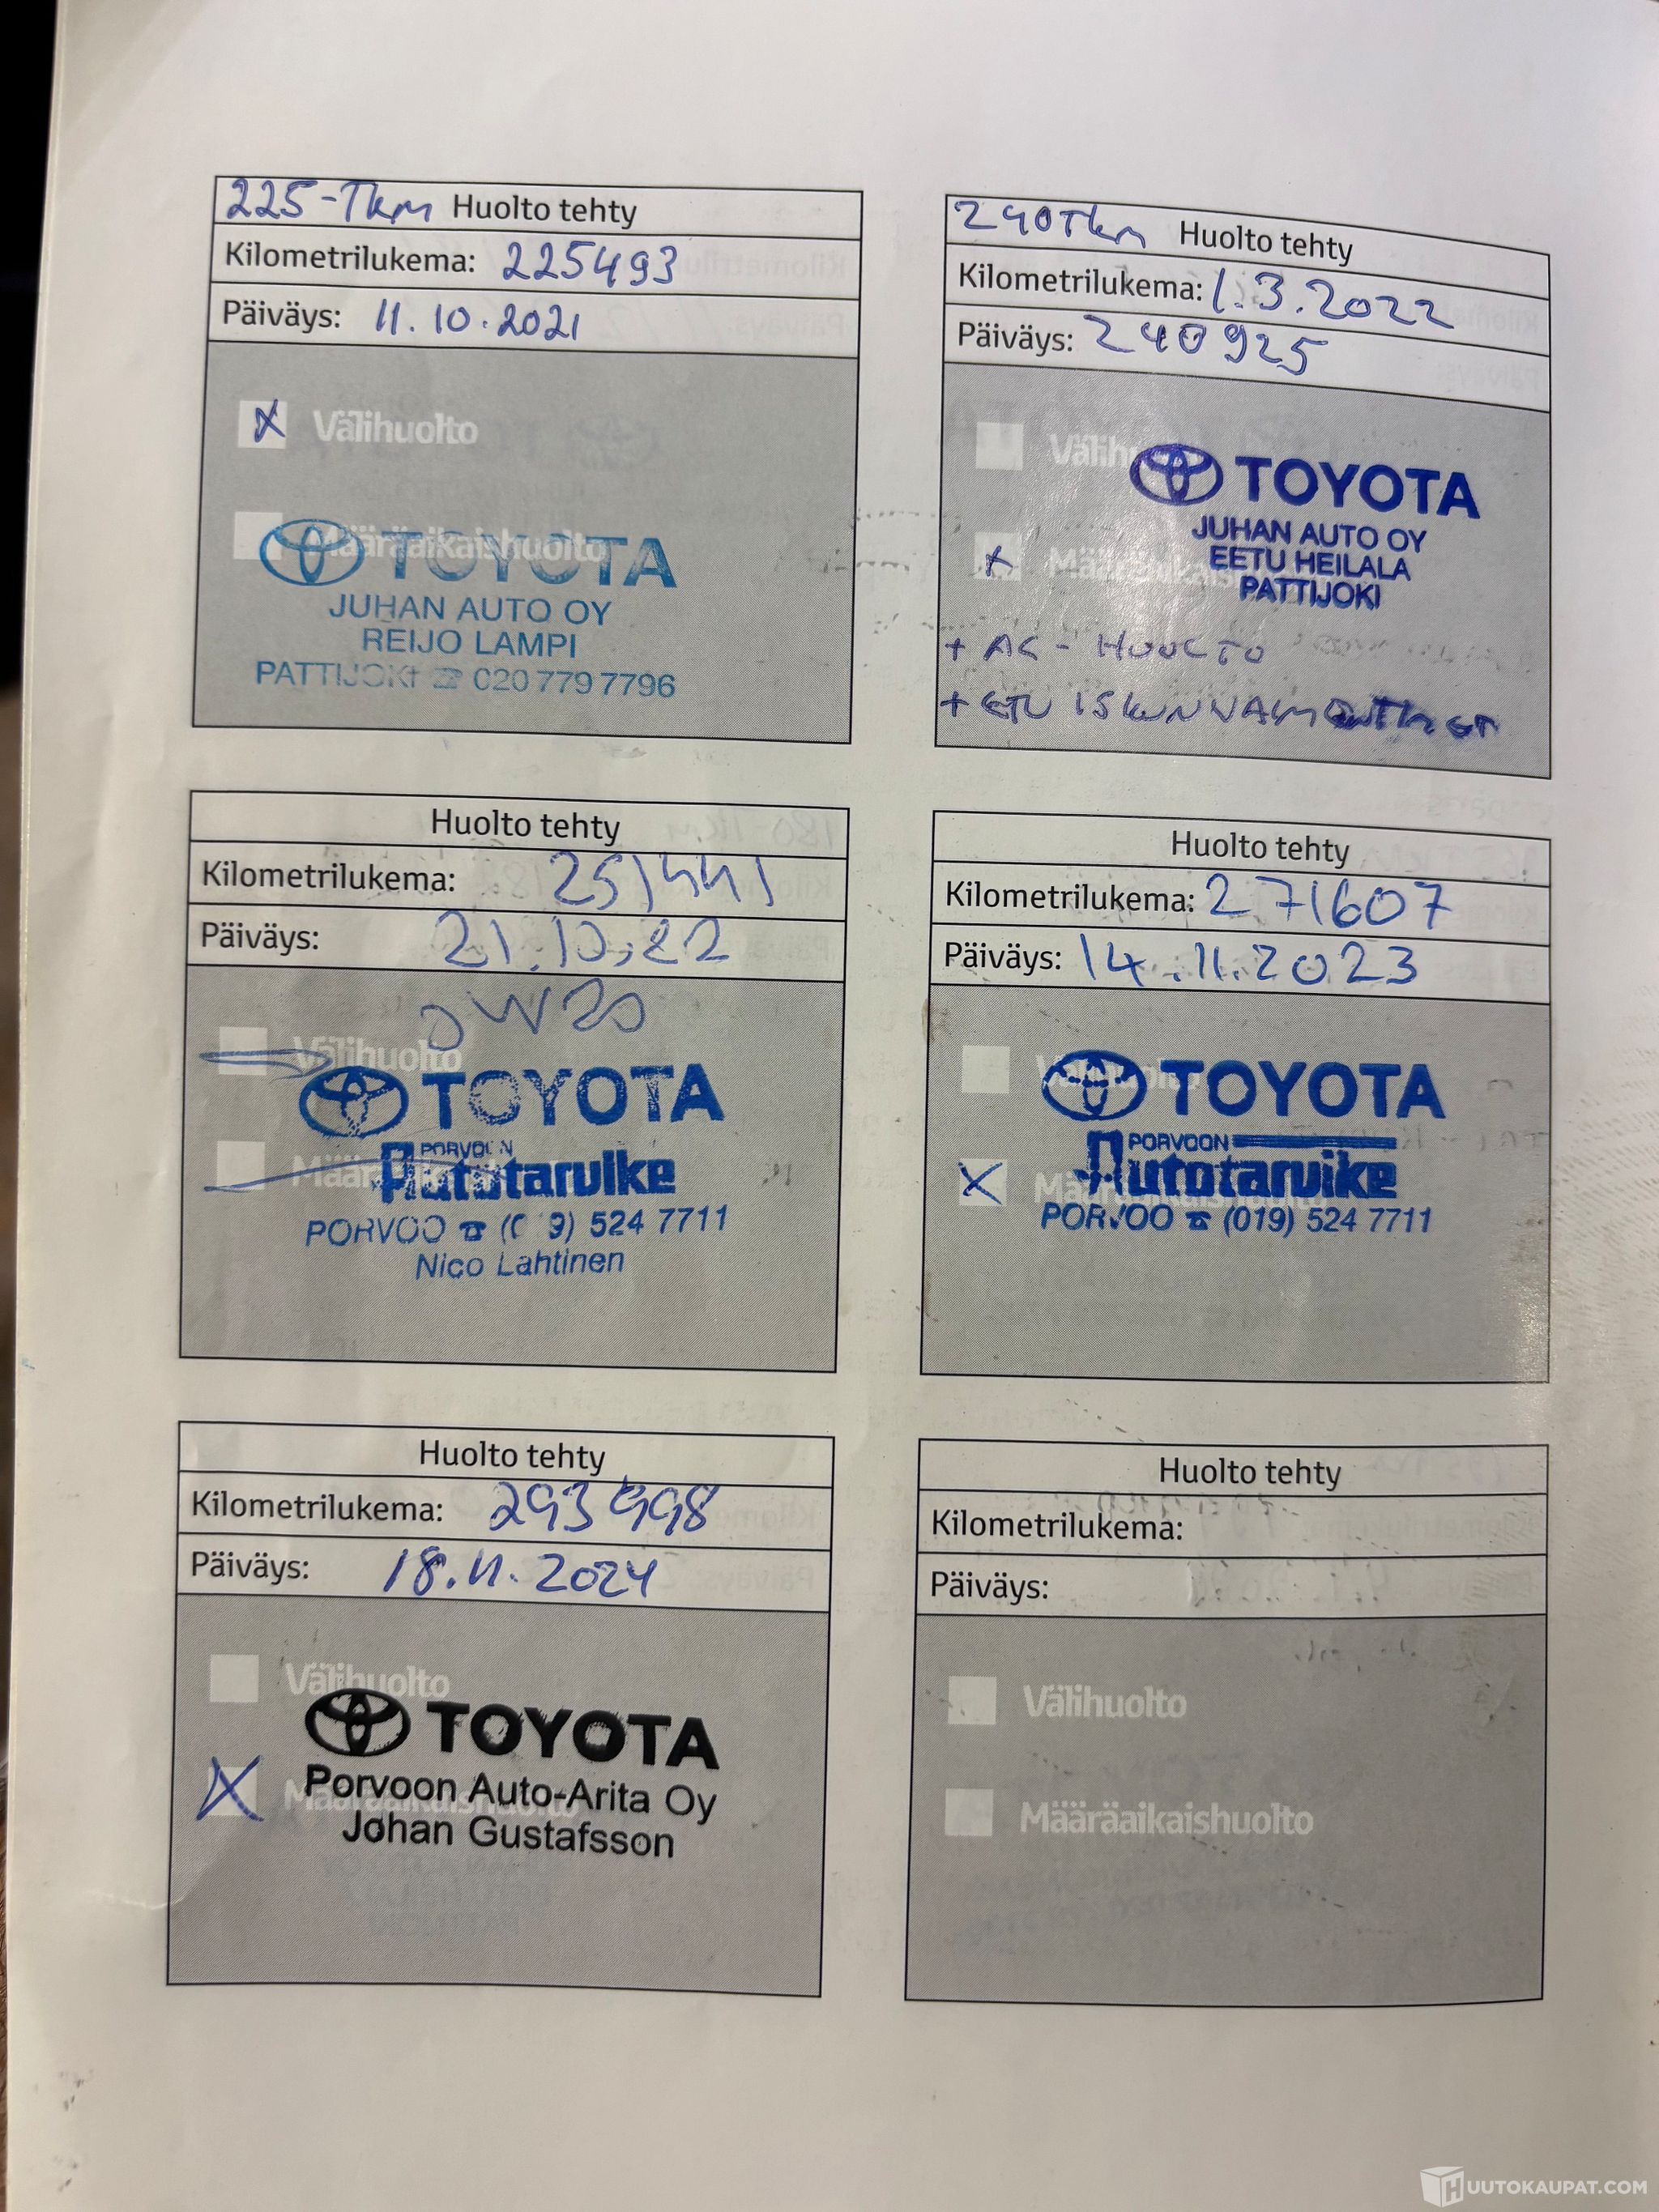 225-Tkm Huolto tehty
Kilometrilukema: 225493
Päiväys: 11.10.2021
Välihuolto
Määräaikaishuolto
TOYOTA
JUHAN AUTO OY
REIJO LAMPI
PATTIJOKI ☎ 020 779 7796
240Tkm Huolto tehty
Kilometrilukema: 1.3.2022
Päiväys: 240925
Välihuolto
TOYOTA
JUHAN AUTO OY
EETU HEILALA
PATTIJOKI
+ AC - HUOLTO
+ ETU
Huolto tehty
Kilometrilukema: 251441
Päiväys: 21.10.22
0W20
Välihuolto
TOYOTA
PORVOON
Autotarvike
PORVOO ☎ (019) 524 7711
Nico Lahtinen
Huolto tehty
Kilometrilukema: 271607
Päiväys: 14.11.2023
TOYOTA
PORVOON
Autotarvike
PORVOO ☎ (019) 524 7711
Huolto tehty
Kilometrilukema: 293998
Päiväys: 18.11.2024
Välihuolto
TOYOTA
Porvoon Auto-Arita Oy
Johan Gustafsson
Huolto tehty
Kilometrilukema:
Päiväys:
Välihuolto
Määräaikaishuolto
HUUTOKAUPAT.COM